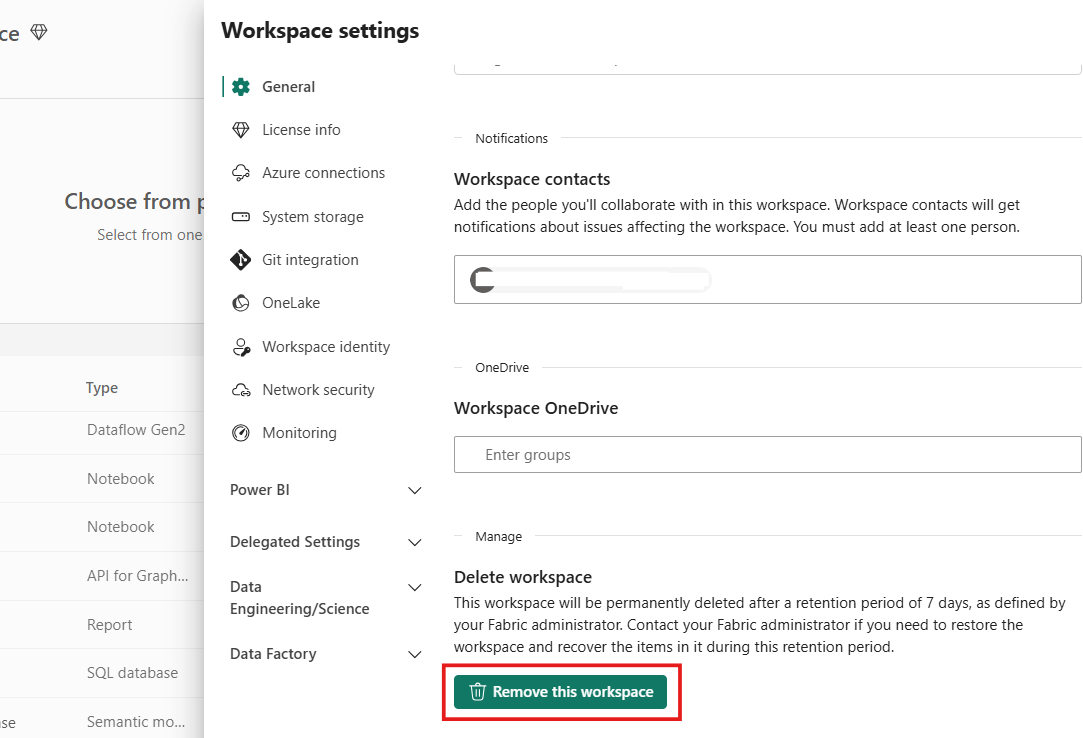 ce
Choose from p
Select from one
Type
Dataflow Gen2
Notebook
Notebook
API for Graph...
Report
SQL database
ase
Semantic mo...
Workspace settings
General
License info
Azure connections
System storage
Git integration
OneLake
Workspace identity
Network security
Monitoring
Power BI
Delegated Settings
Data
Engineering/Science
Data Factory
Notifications
Workspace contacts
Add the people you'll collaborate with in this workspace. Workspace contacts will get
notifications about issues affecting the workspace. You must add at least one person.
OneDrive
Workspace OneDrive
Enter groups
Manage
Delete workspace
This workspace will be permanently deleted after a retention period of 7 days, as defined by
your Fabric administrator. Contact your Fabric administrator if you need to restore the
workspace and recover the items in it during this retention period.
Remove this workspace